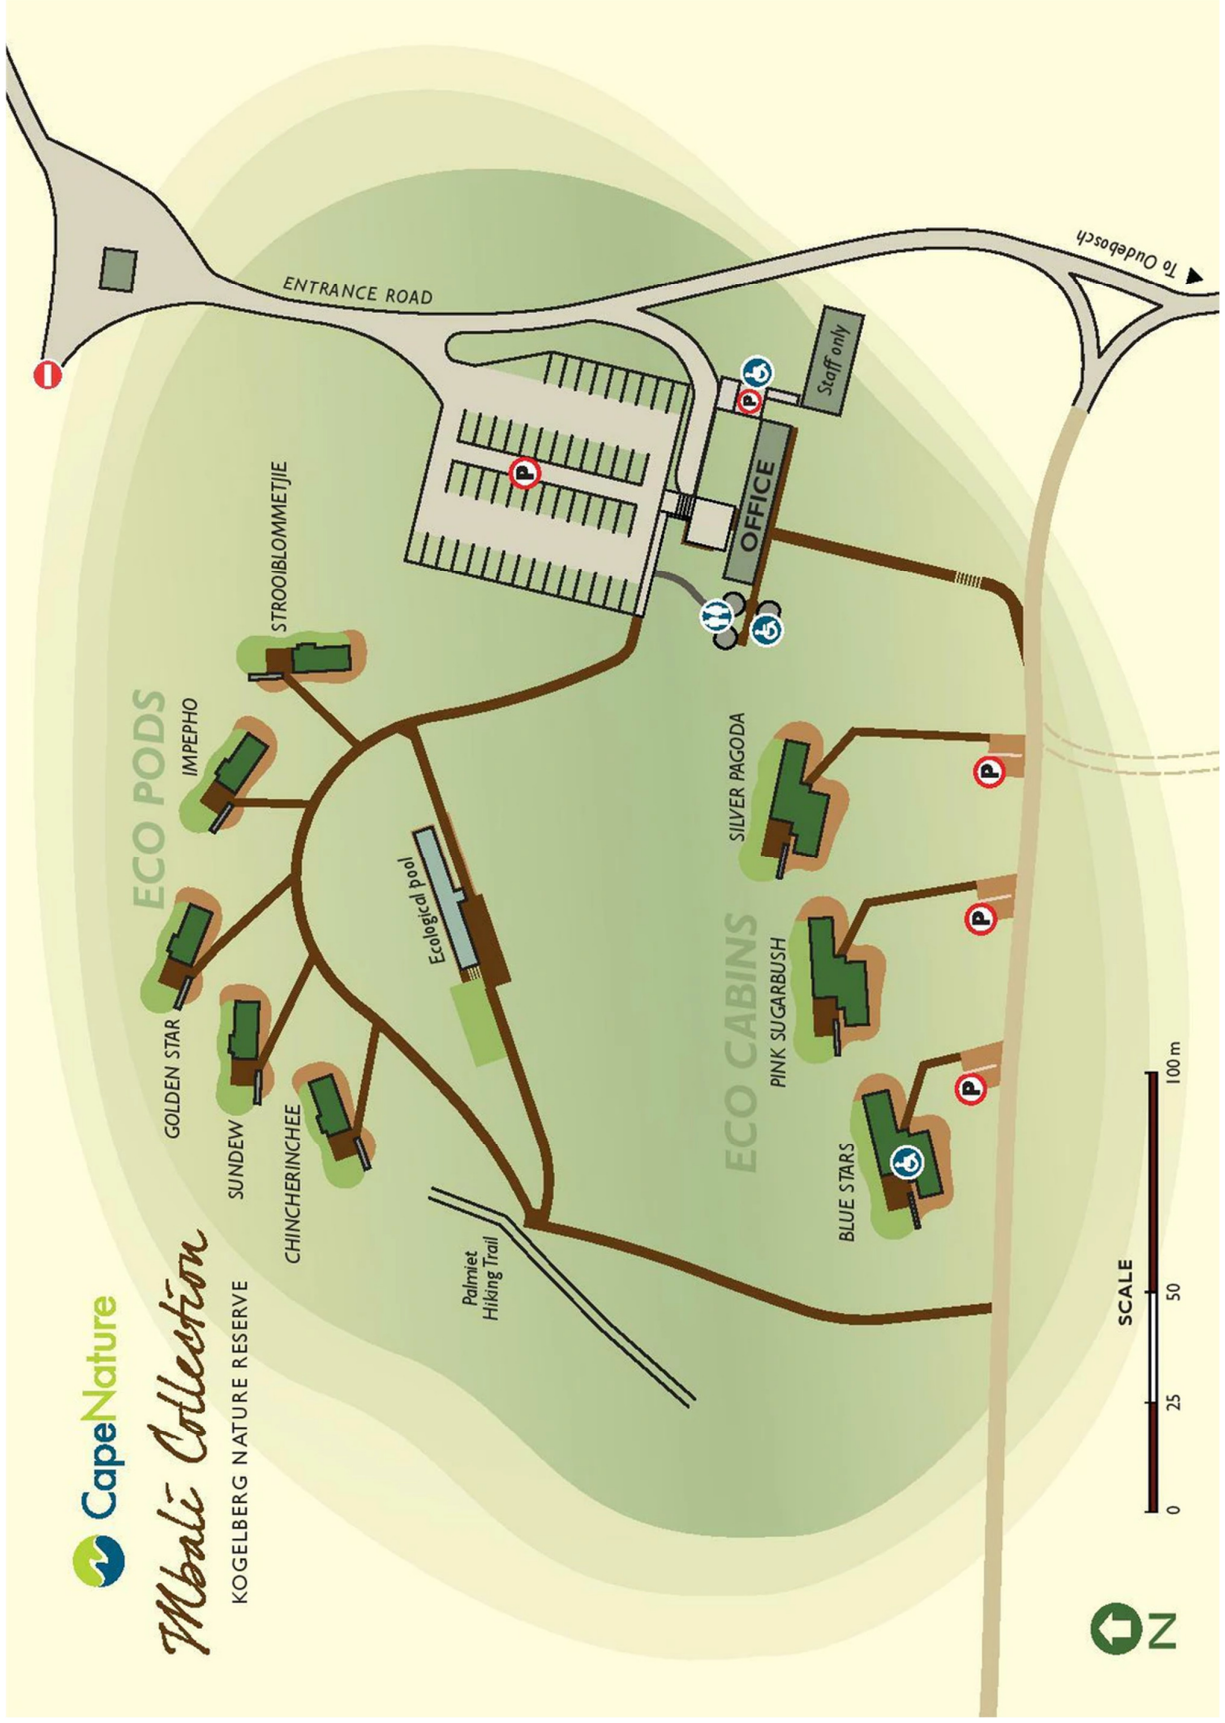 CapeNature
Mbali Collection
KOGELBERG NATURE RESERVE
ECO PODS
STROOIBLOMMETJIE
IMPEPHO
GOLDEN STAR
SUNDEW
CHINCHERINCHEE
ENTRANCE ROAD
P
Ecological pool
Palmiet
Hiking Trail
OFFICE
P
Staff only
To Oudebosch
ECO CABINS
SILVER PAGODA
P
PINK SUGARBUSH
P
BLUE STARS
P
SCALE
0 25 50 100 m
N